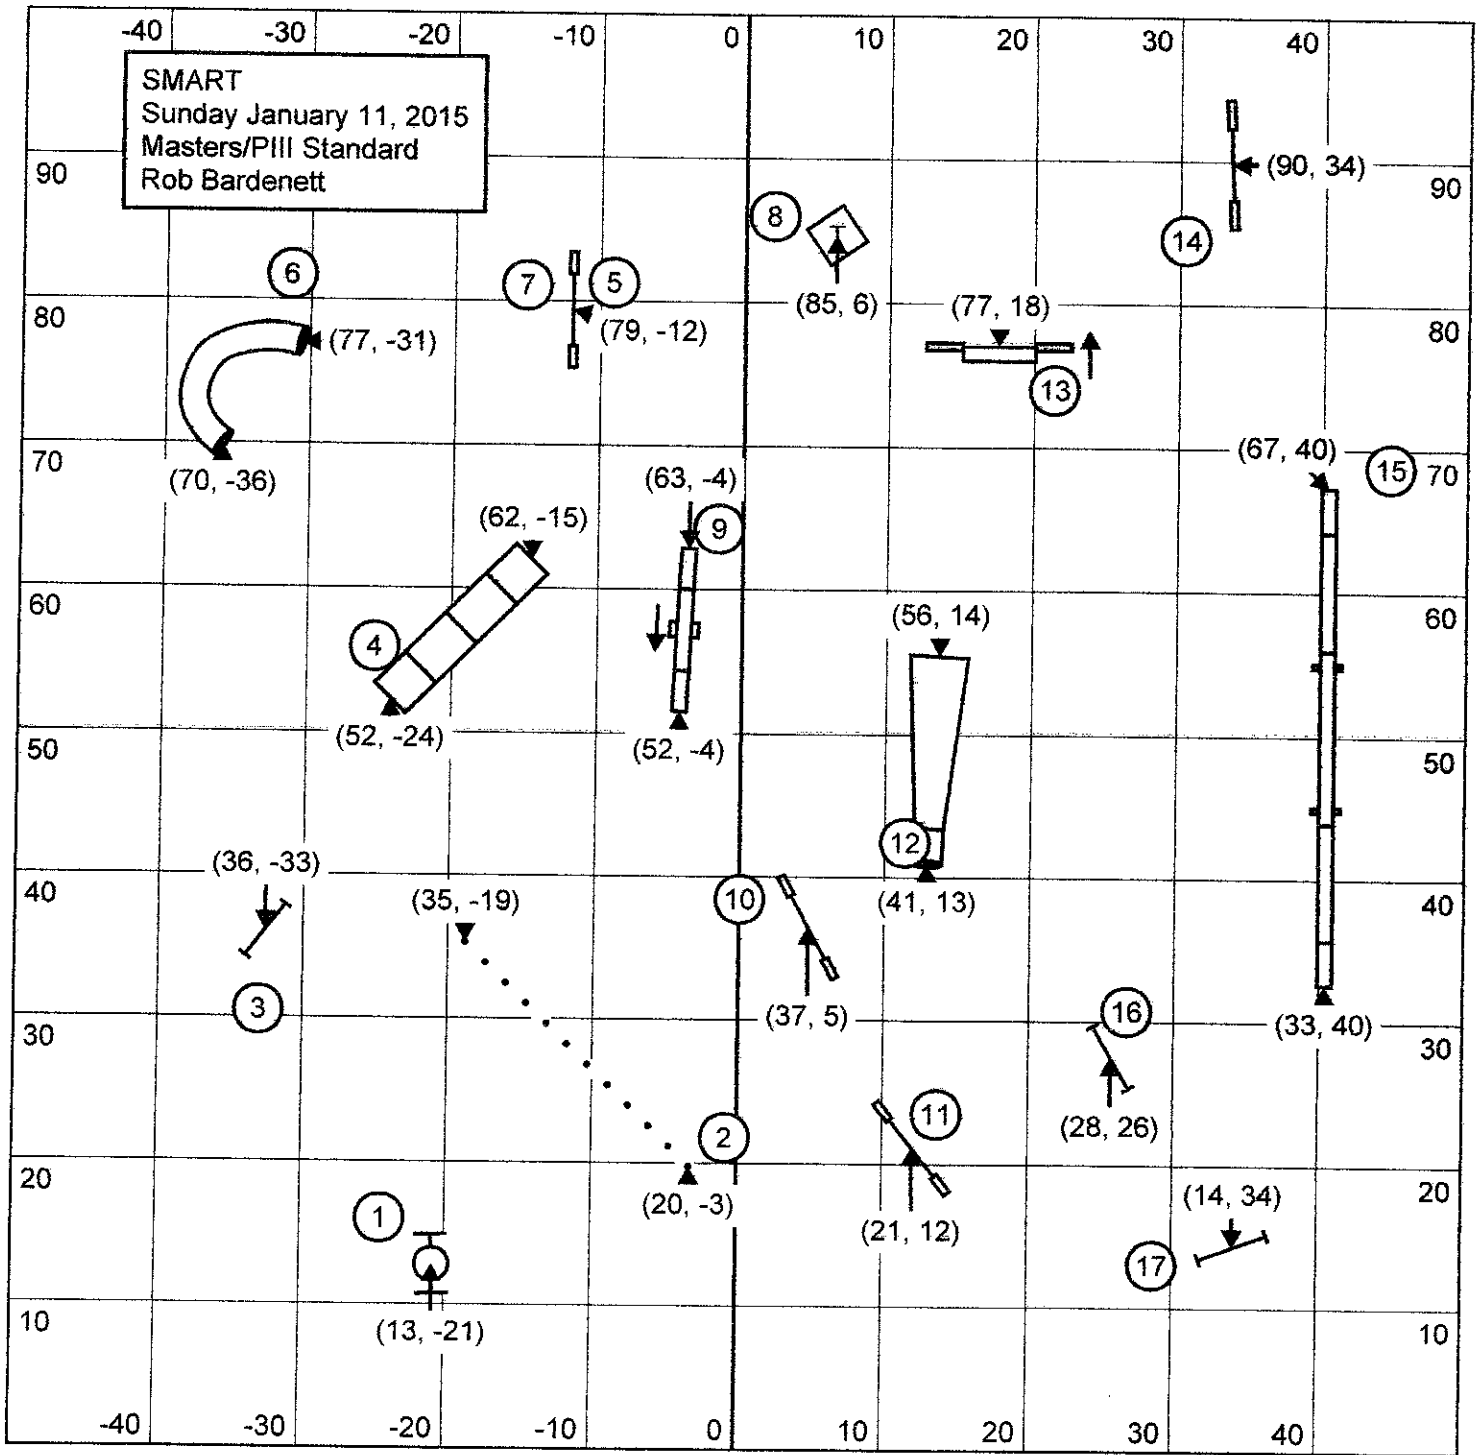 -40 -30 -20 -10 0 10 20 30 40
SMART
Sunday January 11, 2015
Masters/PIII Standard
Rob Bardenett
90 (90, 34) 90
8
14
6
7 5
80 (85, 6) (77, 18) 80
(77, -31) (79, -12)
13
70 (67, 40) 15 70
(70, -36) (63, -4)
(62, -15) 9
60 (56, 14) 60
4
50 (52, -24) (52, -4) 50
12
(36, -33)
40 (35, -19) 10 (41, 13) 40
3 (37, 5) 16
30 (33, 40) 30
2 11 (28, 26)
20 (20, -3) (14, 34) 20
1 (21, 12)
17
10 (13, -21) 10
-40 -30 -20 -10 0 10 20 30 40